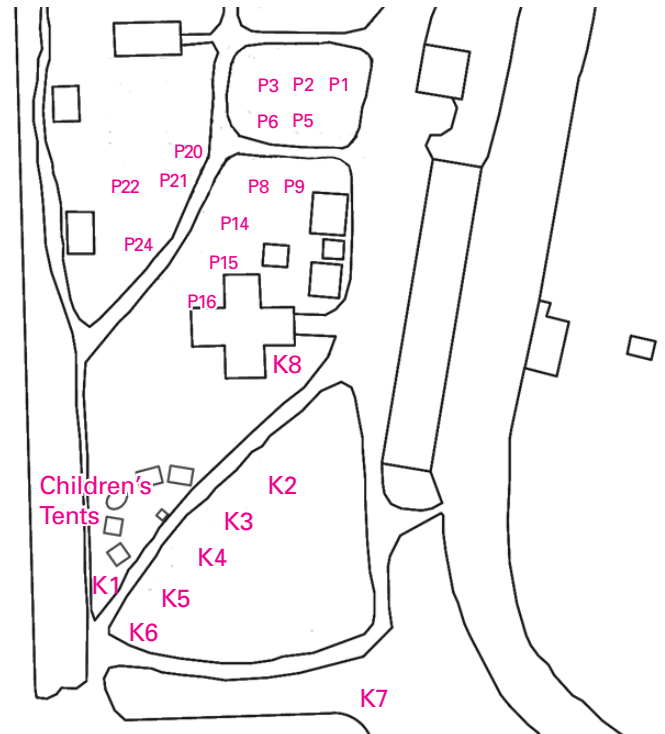 P3 P2 P1
P6 P5
P20
P22 P21
P8 P9
P14
P24
P15
P16
K8
Children's
Tents
K2
K3
K4
K1
K5
K6
K7